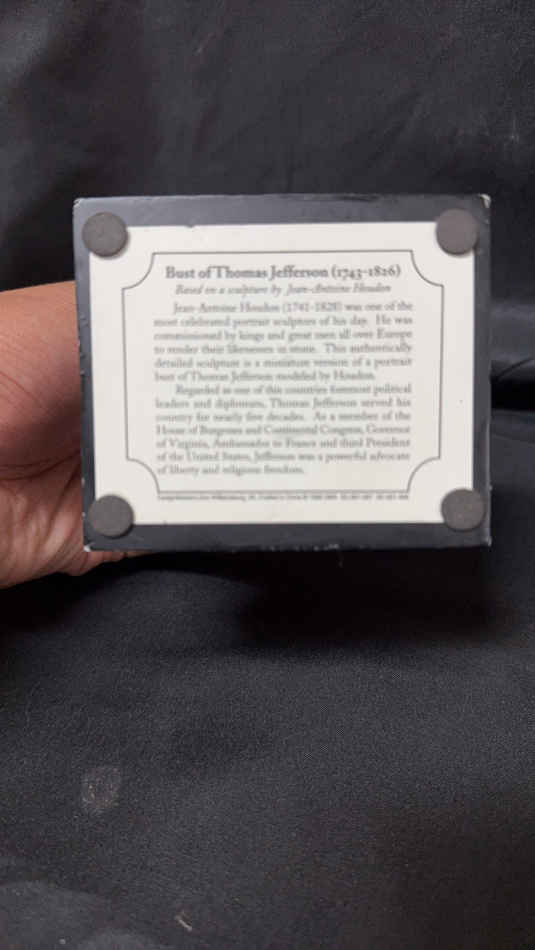 Bust of Thomas Jefferson (1743-1826)
Based on a sculpture by Jean-Antoine Houdon
Jean-Antoine Houdon (1741-1828) was one of the
most celebrated portrait sculptors of his day. He was
commissioned by kings and great men all over Europe
to render their likenesses in stone. This authentically
detailed sculpture is a miniature version of a portrait
bust of Thomas Jefferson modeled by Houdon.
Regarded as one of this countries foremost political
leaders and diplomats, Thomas Jefferson served his
country for nearly five decades. As a member of the
House of Burgesses and Continental Congress, Governor
of Virginia, Ambassador to France and third President
of the United States, Jefferson was a powerful advocate
of liberty and religious freedom.